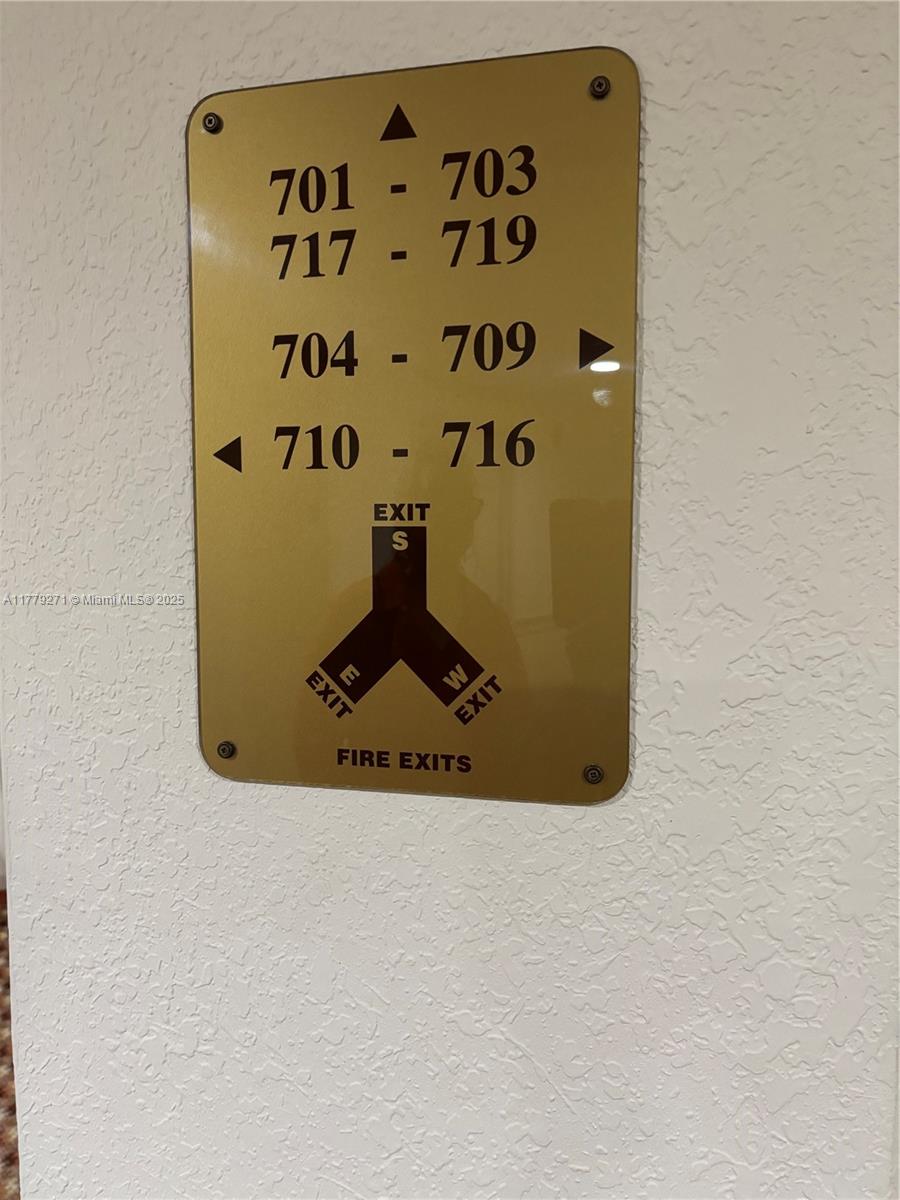 701 - 703
717 - 719
704 - 709
710 - 716
EXIT
S
E
W
EXIT
EXIT
FIRE EXITS
A11779271 © Miami MLS® 2025